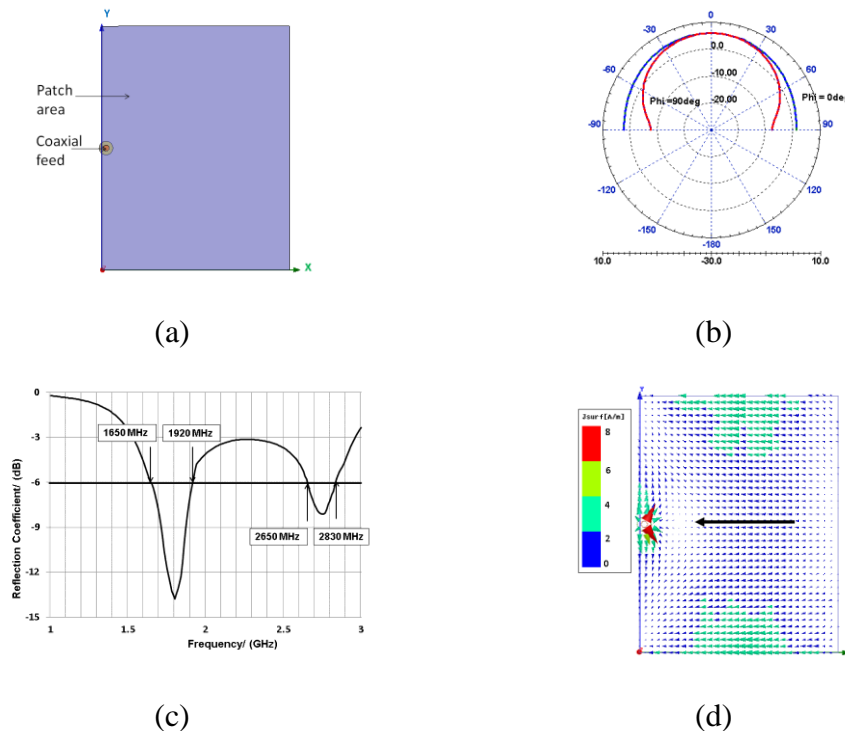 Y
Patch
area
Coaxial
feed
X
(a)
0
-30 30
-60 60
-90 90
-120 120
-150 150
-180
0.0
-10.00
-20.00
Phi=90deg
Phi = 0de
10.0 -30.0 10.0
(b)
Reflection Coefficient/ (dB)
0
-3
-6
-9
-12
-15
1650 MHz 1920 MHz
2650 MHz 2830 MHz
1 1.5 2 2.5 3
Frequency/ (GHz)
(c)
Y
Jsurf[A/m]
8
6
4
2
0
(d)